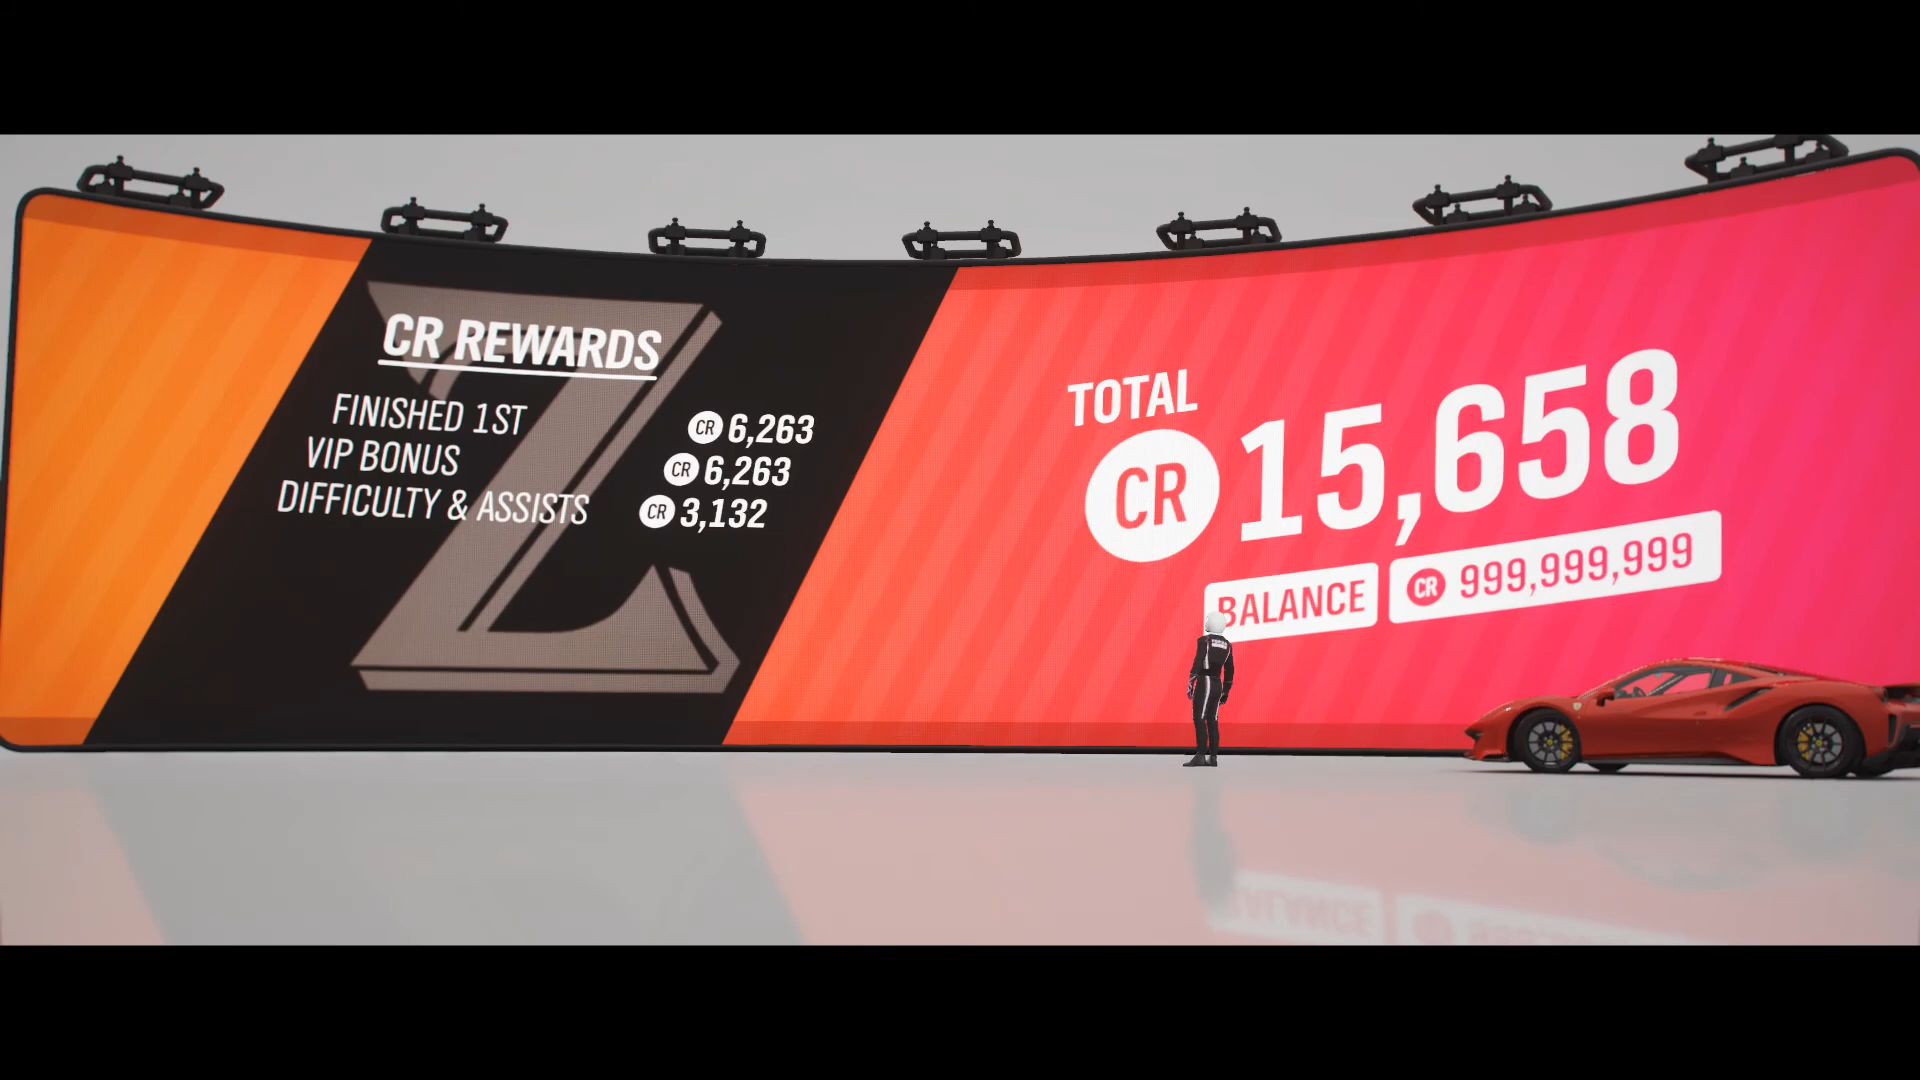 CR REWARDS
FINISHED 1ST CR 6,263
VIP BONUS CR 6,263
DIFFICULTY & ASSISTS CR 3,132
Z
TOTAL
CR 15,658
BALANCE CR 999,999,999